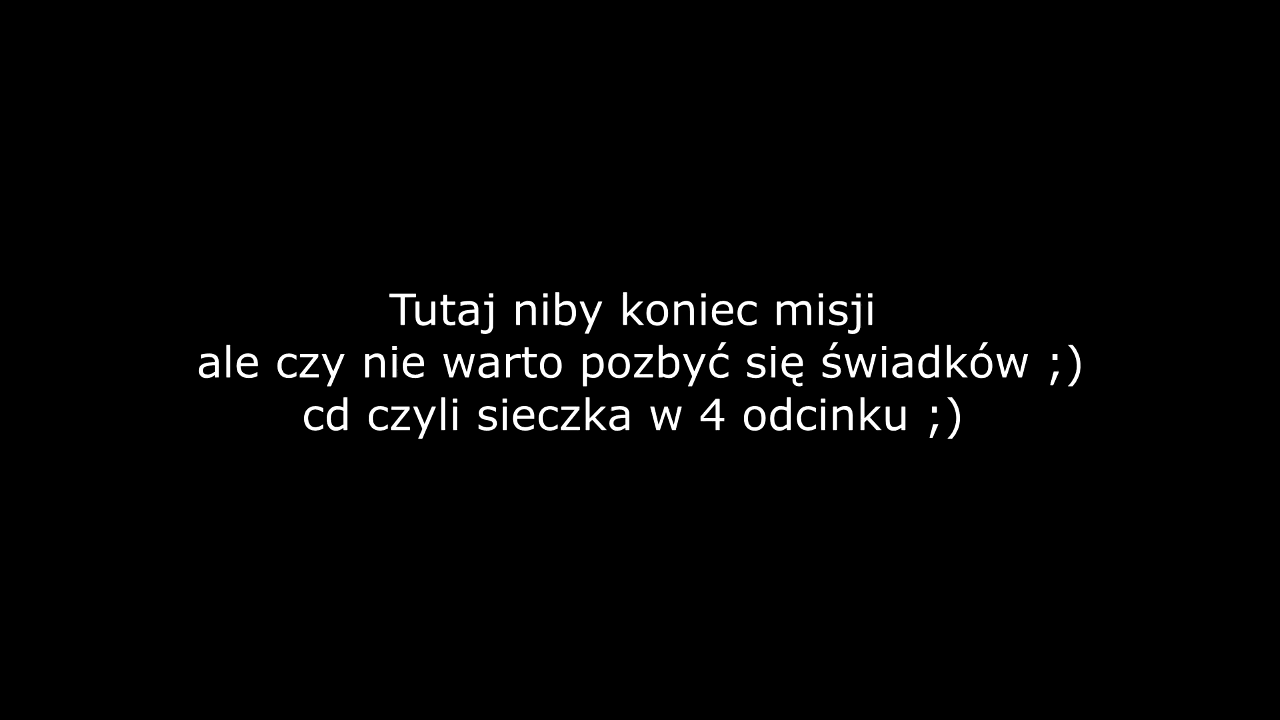 Tutaj niby koniec misji
ale czy nie warto pozbyć się świadków ;)
cd czyli sieczka w 4 odcinku ;)